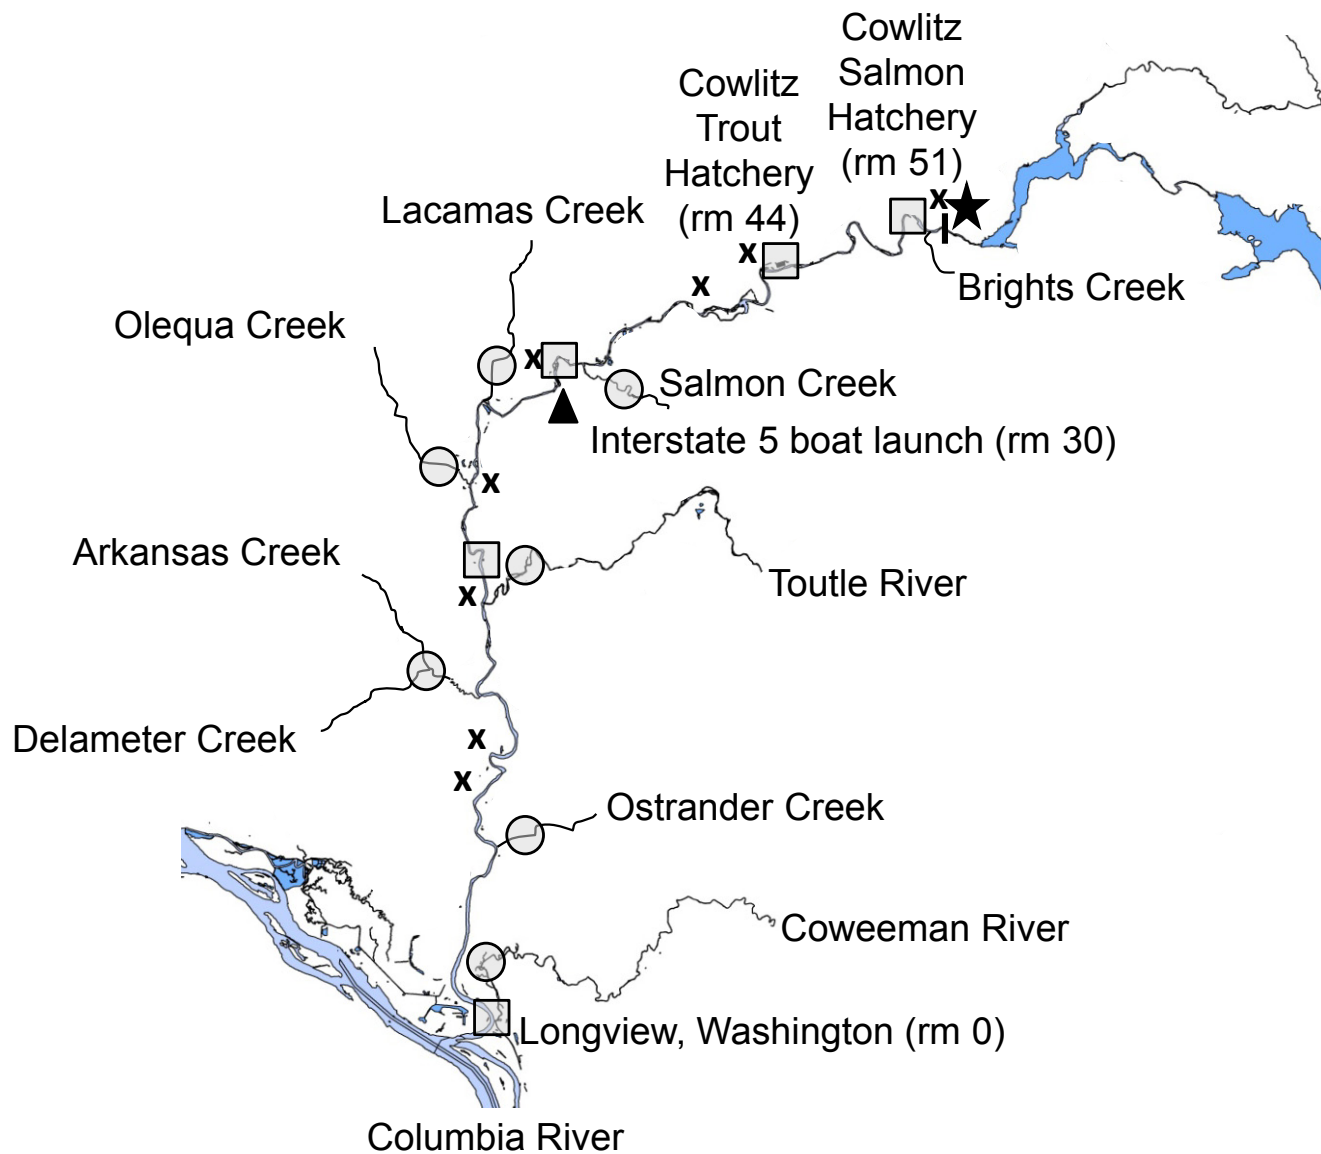 Cowlitz
Salmon
Hatchery
(rm 51)
Cowlitz
Trout
Hatchery
(rm 44)
Lacamas Creek
x
x
Brights Creek
x
Olequa Creek
x
Salmon Creek
Interstate 5 boat launch (rm 30)
x
Arkansas Creek
Toutle River
x
Delameter Creek
x
x
Ostrander Creek
Coweeman River
Longview, Washington (rm 0)
Columbia River